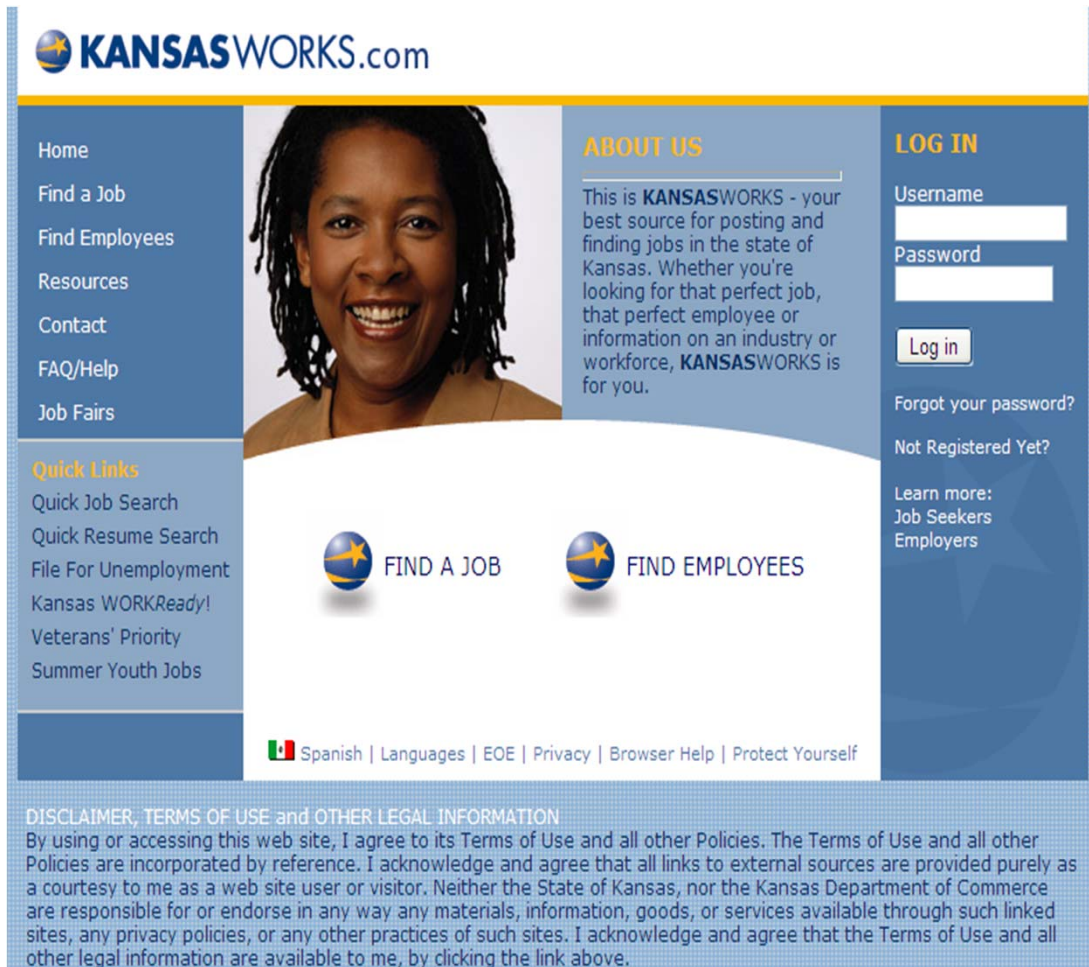 KANSASWORKS.com
Home
Find a Job
Find Employees
Resources
Contact
FAQ/Help
Job Fairs
Quick Links
Quick Job Search
Quick Resume Search
File For Unemployment
Kansas WORKReady!
Veterans' Priority
Summer Youth Jobs
ABOUT US
This is KANSASWORKS - your
best source for posting and
finding jobs in the state of
Kansas. Whether you're
looking for that perfect job,
that perfect employee or
information on an industry or
workforce, KANSASWORKS is
for you.
LOG IN
Username
Password
Log in
Forgot your password?
Not Registered Yet?
Learn more:
Job Seekers
Employers
FIND A JOB
FIND EMPLOYEES
Spanish | Languages | EOE | Privacy | Browser Help | Protect Yourself
DISCLAIMER, TERMS OF USE and OTHER LEGAL INFORMATION
By using or accessing this web site, I agree to its Terms of Use and all other Policies. The Terms of Use and all other
Policies are incorporated by reference. I acknowledge and agree that all links to external sources are provided purely as
a courtesy to me as a web site user or visitor. Neither the State of Kansas, nor the Kansas Department of Commerce
are responsible for or endorse in any way any materials, information, goods, or services available through such linked
sites, any privacy policies, or any other practices of such sites. I acknowledge and agree that the Terms of Use and all
other legal information are available to me, by clicking the link above.